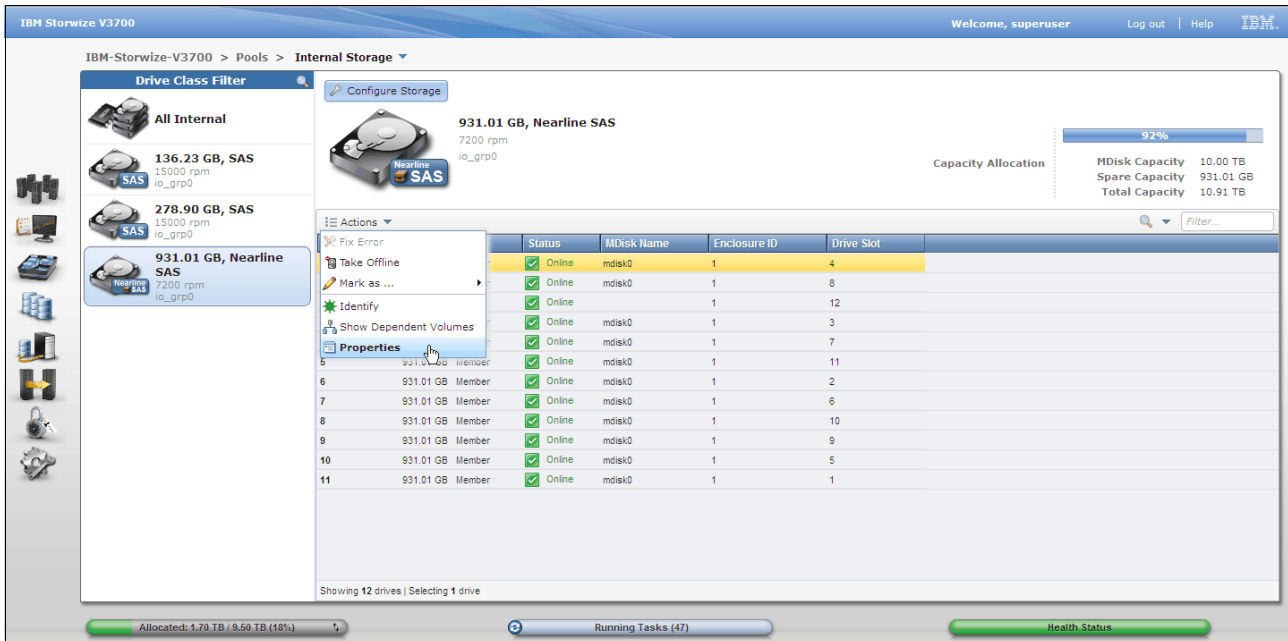 IBM Storwize V3700 Welcome, superuser Log out | Help IBM.
IBM-Storwize-V3700 > Pools > Internal Storage
Drive Class Filter
All Internal
136.23 GB, SAS
15000 rpm
io_grp0
SAS
278.90 GB, SAS
15000 rpm
io_grp0
SAS
931.01 GB, Nearline
SAS
7200 rpm
io_grp0
Nearline
SAS
Configure Storage
931.01 GB, Nearline SAS
7200 rpm
io_grp0
Nearline
SAS
92%
Capacity Allocation
MDisk Capacity 10.00 TB
Spare Capacity 931.01 GB
Total Capacity 10.91 TB
Actions Filter...
Fix Error
Take Offline
Mark as ...
Identify
Show Dependent Volumes
Properties
Status MDisk Name Enclosure ID Drive Slot
Online mdisk0 1 4
Online mdisk0 1 8
Online 1 12
Online mdisk0 1 3
Online mdisk0 1 7
5 931.01 GB Member Online mdisk0 1 11
6 931.01 GB Member Online mdisk0 1 2
7 931.01 GB Member Online mdisk0 1 6
8 931.01 GB Member Online mdisk0 1 10
9 931.01 GB Member Online mdisk0 1 9
10 931.01 GB Member Online mdisk0 1 5
11 931.01 GB Member Online mdisk0 1 1
Showing 12 drives | Selecting 1 drive
Allocated: 1.70 TB / 9.50 TB (18%) Running Tasks (47) Health Status